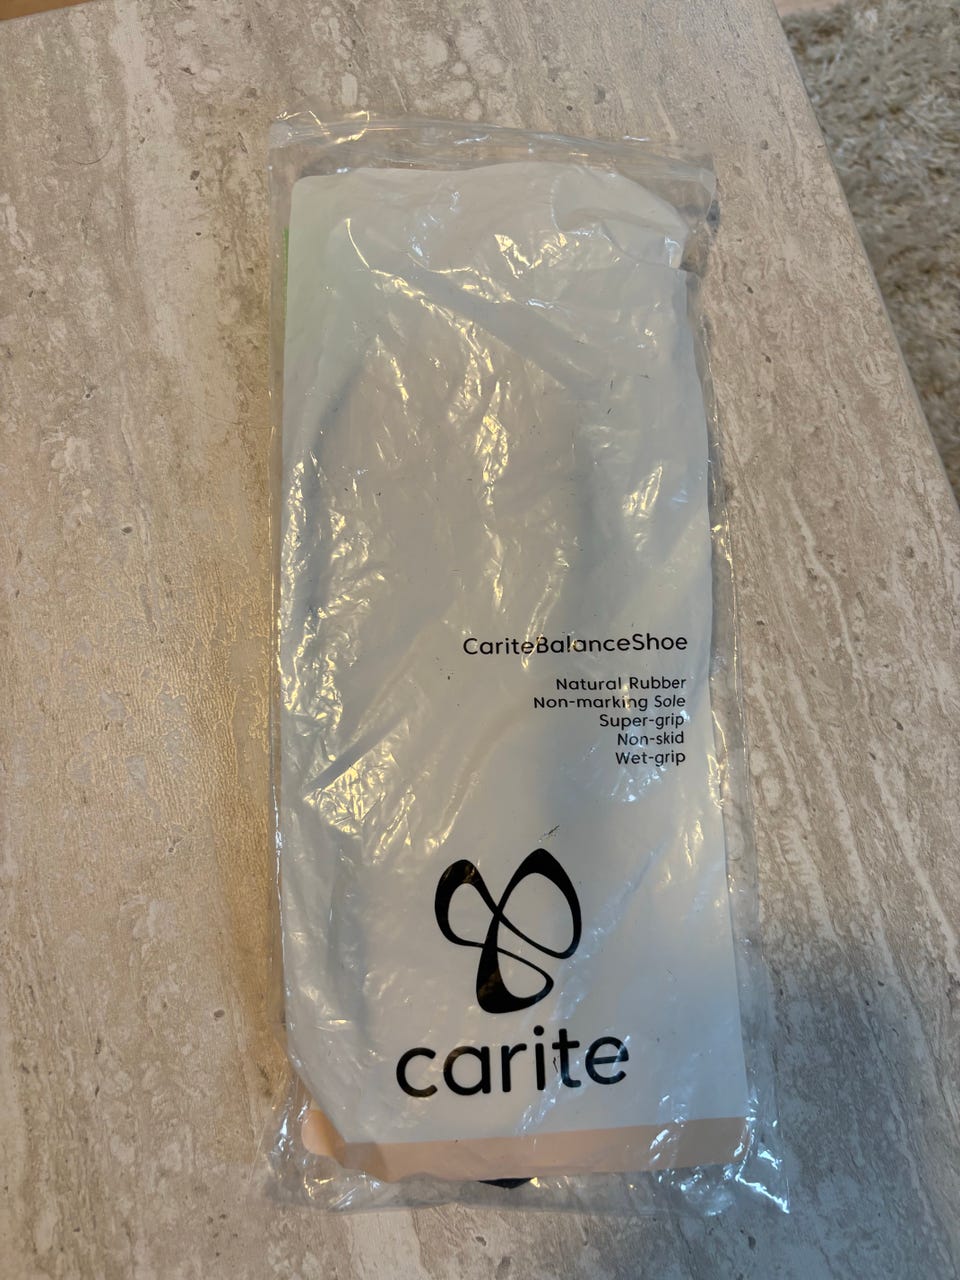 CariteBalanceShoe
Natural Rubber
Non-marking Sole
Super-grip
Non-skid
Wet-grip
carite